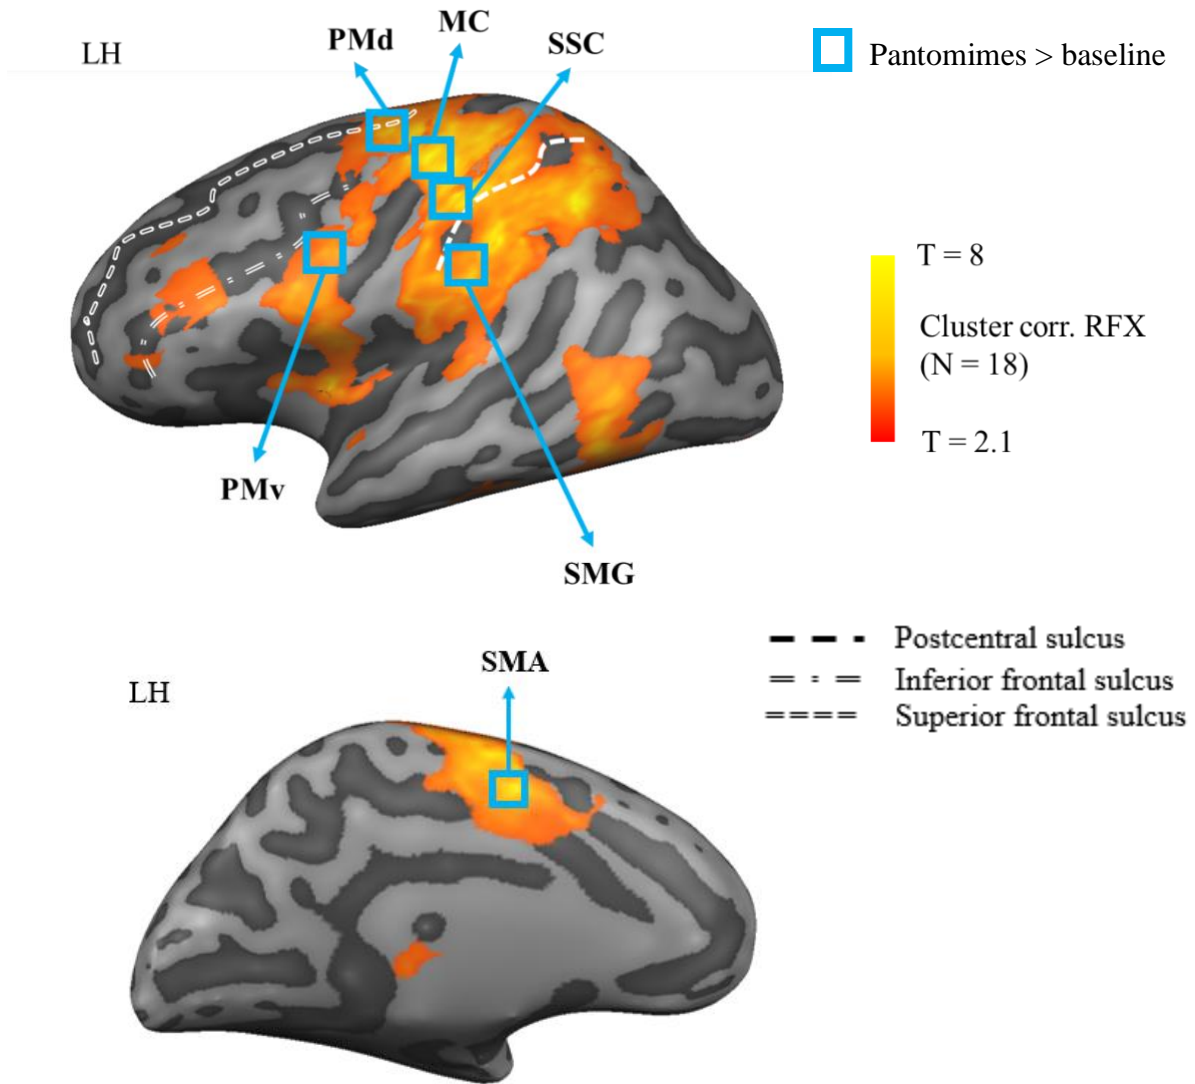 LH
PMd
MC
SSC
Pantomimes > baseline
T = 8
Cluster corr. RFX
(N = 18)
T = 2.1
PMv
SMG
LH
SMA
Postcentral sulcus
Inferior frontal sulcus
Superior frontal sulcus